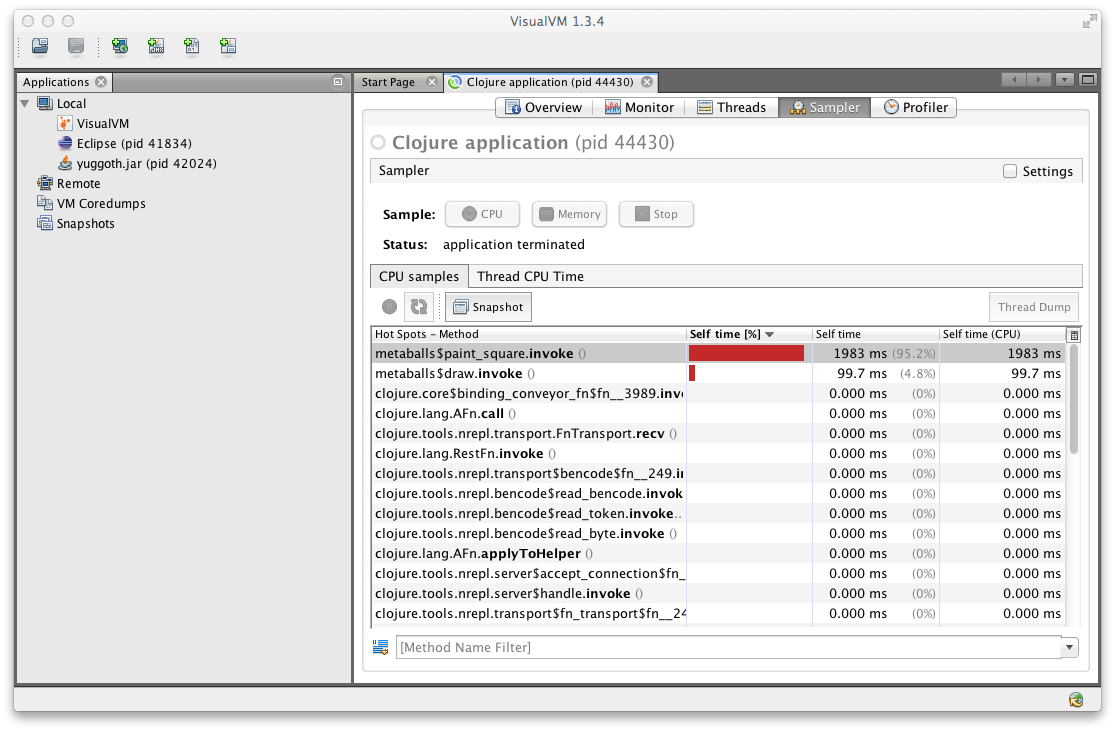 VisualVM 1.3.4
Applications
Start Page
Clojure application (pid 44430)
Local
VisualVM
Eclipse (pid 41834)
yuggoth.jar (pid 42024)
Remote
VM Coredumps
Snapshots
Overview
Monitor
Threads
Sampler
Profiler
Clojure application (pid 44430)
Sampler
Settings
Sample:
CPU
Memory
Stop
Status: application terminated
CPU samples
Thread CPU Time
Snapshot
Thread Dump
Hot Spots – Method Self time [%] Self time Self time (CPU)
metaballs$paint_square.invoke () 1983 ms (95.2%) 1983 ms
metaballs$draw.invoke () 99.7 ms (4.8%) 99.7 ms
clojure.core$binding_conveyor_fn$fn__3989.inv 0.000 ms (0%) 0.000 ms
clojure.lang.AFn.call () 0.000 ms (0%) 0.000 ms
clojure.tools.nrepl.transport.FnTransport.recv () 0.000 ms (0%) 0.000 ms
clojure.lang.RestFn.invoke () 0.000 ms (0%) 0.000 ms
clojure.tools.nrepl.transport$bencode$fn__249.i 0.000 ms (0%) 0.000 ms
clojure.tools.nrepl.bencode$read_bencode.invok 0.000 ms (0%) 0.000 ms
clojure.tools.nrepl.bencode$read_token.invoke... 0.000 ms (0%) 0.000 ms
clojure.tools.nrepl.bencode$read_byte.invoke () 0.000 ms (0%) 0.000 ms
clojure.lang.AFn.applyToHelper () 0.000 ms (0%) 0.000 ms
clojure.tools.nrepl.server$accept_connection$fn_ 0.000 ms (0%) 0.000 ms
clojure.tools.nrepl.server$handle.invoke () 0.000 ms (0%) 0.000 ms
clojure.tools.nrepl.transport$fn_transport$fn__24 0.000 ms (0%) 0.000 ms
[Method Name Filter]